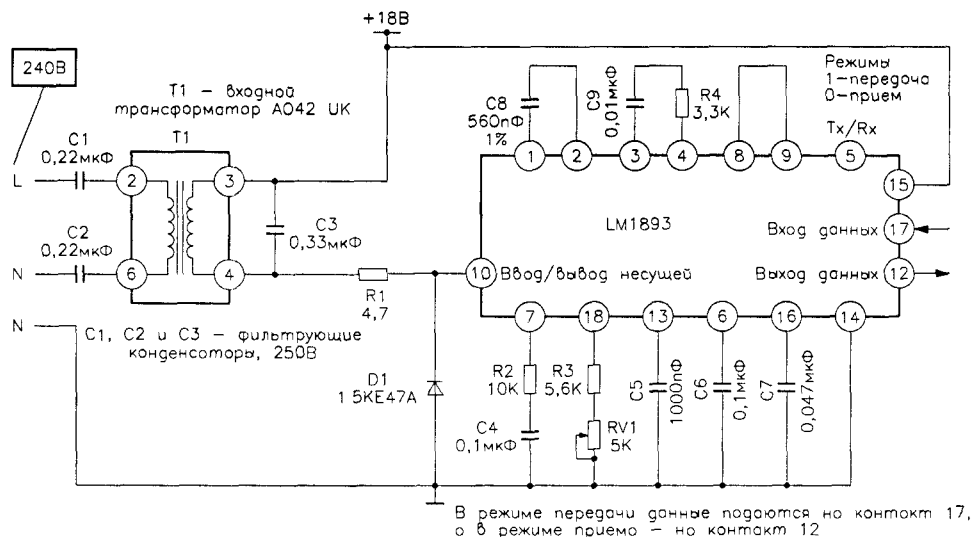 +18В
240В
T1 – входной
трансформатор AO42 UK
T1
C1
0,22мкФ
L
2
3
C2
0,22мкФ
N
6
4
C3
0,33мкФ
R1
4,7
N
C1, C2 и C3 – фильтрующие
конденсаторы, 250В
D1
1 5KE47A
C8
560пФ
1%
C9
0,01мкФ
R4
3,3K
Режимы
1–передача
0–прием
Tx/Rx
1
2
3
4
8
9
5
15
LM1893
Вход данных
17
10
Ввод/вывод несущей
Выход данных
12
7
18
13
6
16
14
R2
10K
R3
5,6K
C5
1000пФ
C6
0,1мкФ
C7
0,047мкФ
C4
0,1мкФ
RV1
5K
В режиме передачи данные подаются на контакт 17,
а в режиме приема – на контакт 12